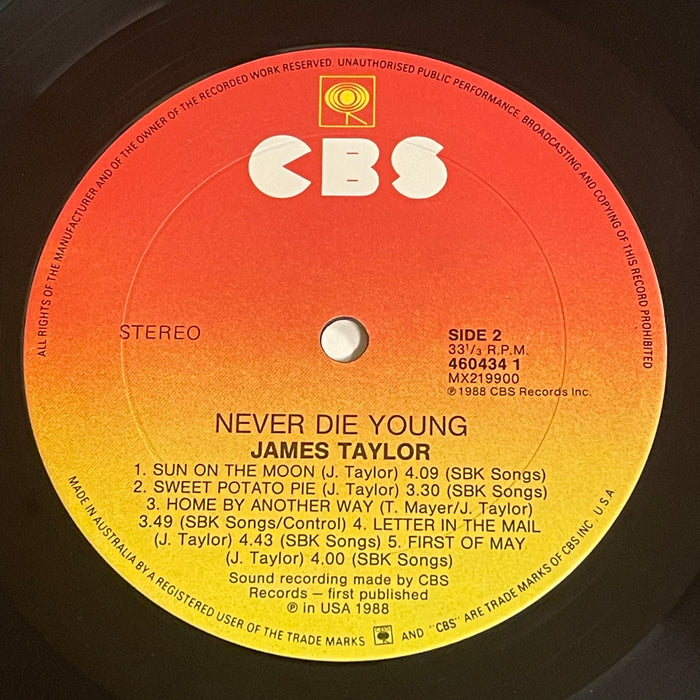 ALL RIGHTS OF THE MANUFACTURER AND OF THE OWNER OF THE RECORDED WORK RESERVED. UNAUTHORISED PUBLIC PERFORMANCE, BROADCASTING AND COPYING OF THIS RECORD PROHIBITED
CBS
STEREO
SIDE 2
33 1/3 R.P.M.
460434 1
MX219900
℗ 1988 CBS Records Inc.
NEVER DIE YOUNG
JAMES TAYLOR
1. SUN ON THE MOON (J. Taylor) 4.09 (SBK Songs)
2. SWEET POTATO PIE (J. Taylor) 3.30 (SBK Songs)
3. HOME BY ANOTHER WAY (T. Mayer/J. Taylor)
3.49 (SBK Songs/Control) 4. LETTER IN THE MAIL
(J. Taylor) 4.43 (SBK Songs) 5. FIRST OF MAY
(J. Taylor) 4.00 (SBK Songs)
Sound recording made by CBS
Records – first published
℗ in USA 1988
MADE IN AUSTRALIA BY A REGISTERED USER OF THE TRADE MARKS AND "CBS" ARE TRADE MARKS OF CBS INC U.S.A